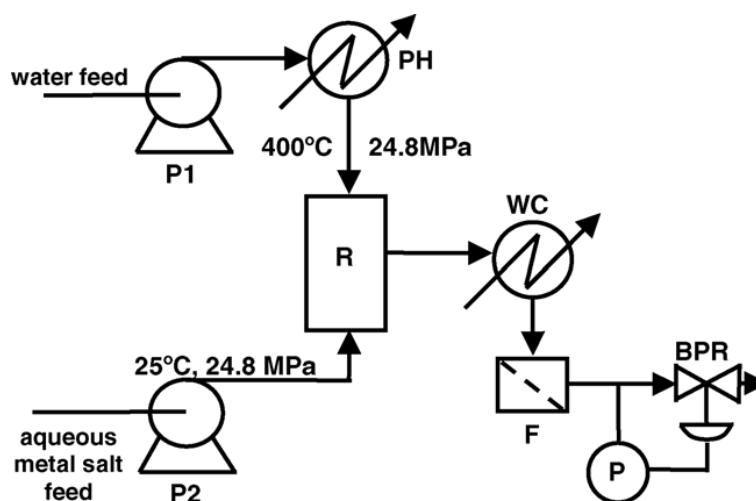 water feed
P1
PH
400°C 24.8MPa
R
WC
25°C, 24.8 MPa
aqueous
metal salt
feed
P2
F
BPR
P